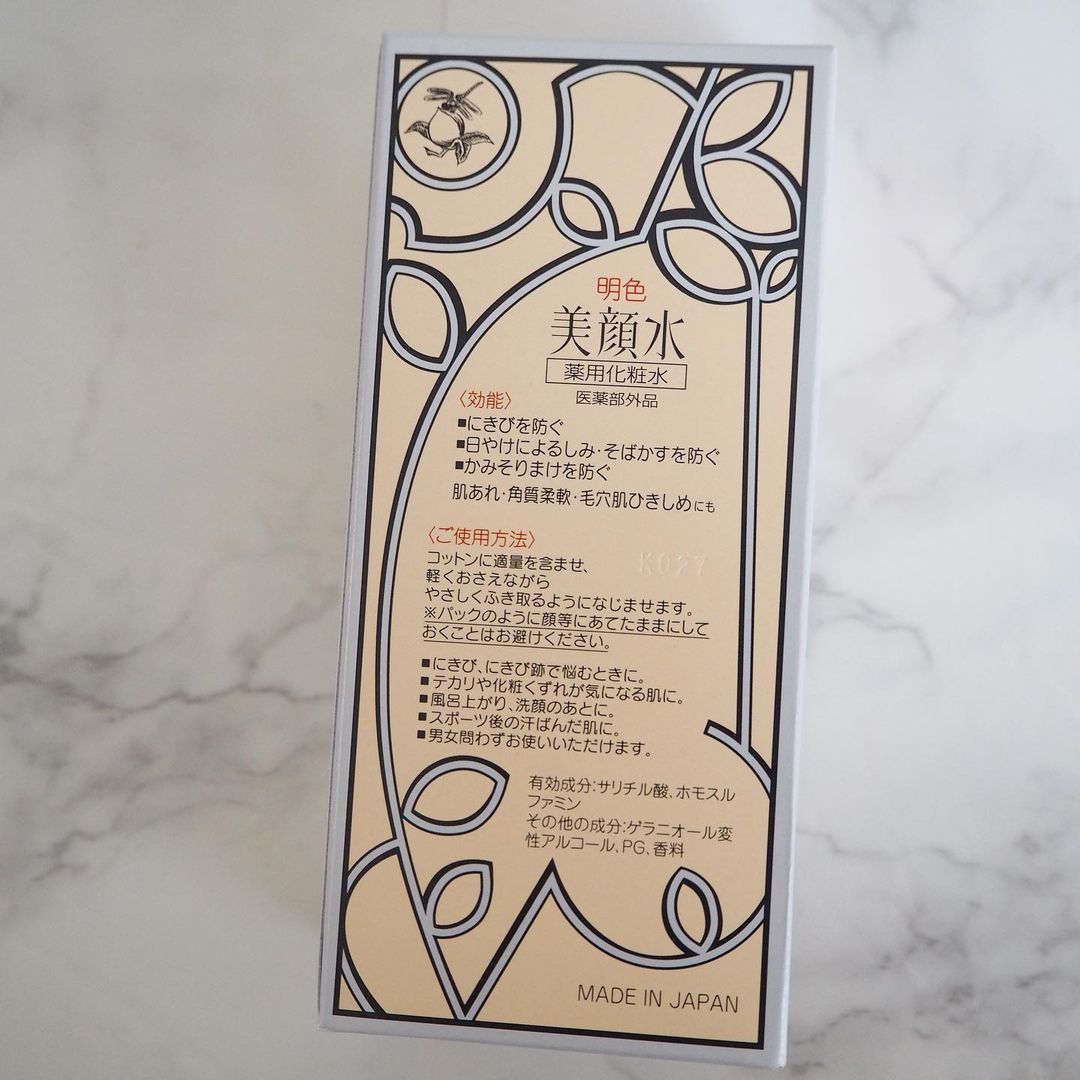 明色
美顔水
薬用化粧水
医薬部外品
〈効能〉
■にきびを防ぐ
■日やけによるしみ・そばかすを防ぐ
■かみそりまけを防ぐ
肌あれ・角質柔軟・毛穴肌ひきしめにも
〈ご使用方法〉
コットンに適量を含ませ、
軽くおさえながら
やさしくふき取るようになじませます。
※パックのように顔等にあてたままにして
おくことはお避けください。
K027
■にきび、にきび跡で悩むときに。
■テカリや化粧くずれが気になる肌に。
■風呂上がり、洗顔のあとに。
■スポーツ後の汗ばんだ肌に。
■男女問わずお使いいただけます。
有効成分:サリチル酸、ホモスル
ファミン
その他の成分:ゲラニオール変
性アルコール、PG、香料
MADE IN JAPAN